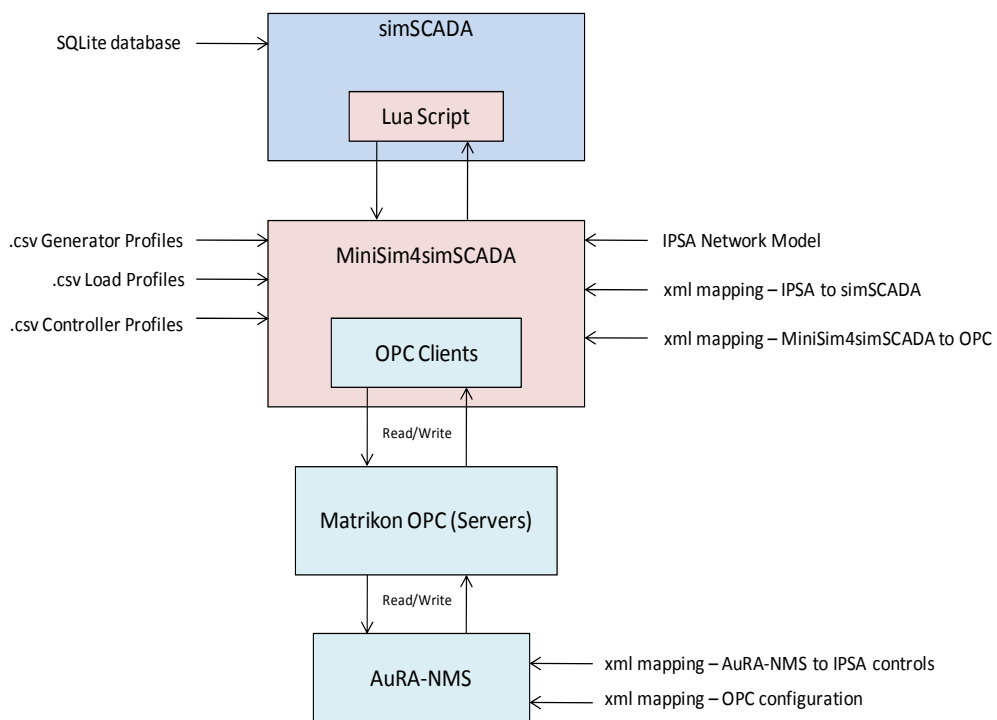 simSCADA
SQLite database
Lua Script
.csv Generator Profiles
MiniSim4simSCADA
IPSA Network Model
.csv Load Profiles
xml mapping – IPSA to simSCADA
.csv Controller Profiles
xml mapping – MiniSim4simSCADA to OPC
OPC Clients
Read/Write
Matrikon OPC (Servers)
Read/Write
AuRA-NMS
xml mapping – AuRA-NMS to IPSA controls
xml mapping – OPC configuration